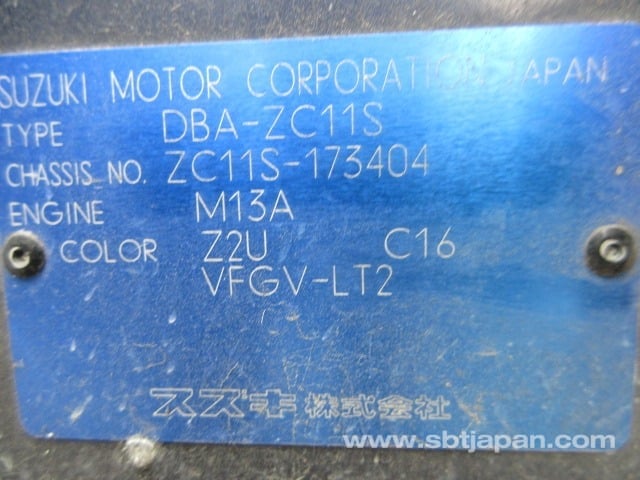 SUZUKI MOTOR CORPORATION JAPAN
TYPE DBA-ZC11S
CHASSIS NO. ZC11S-173404
ENGINE M13A
COLOR Z2U C16
VFGV-LT2
スズキ株式会社
www.sbtjapan.com